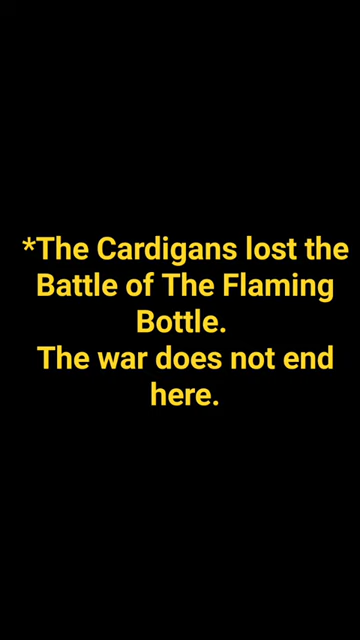 *The Cardigans lost the
Battle of The Flaming
Bottle.
The war does not end
here.